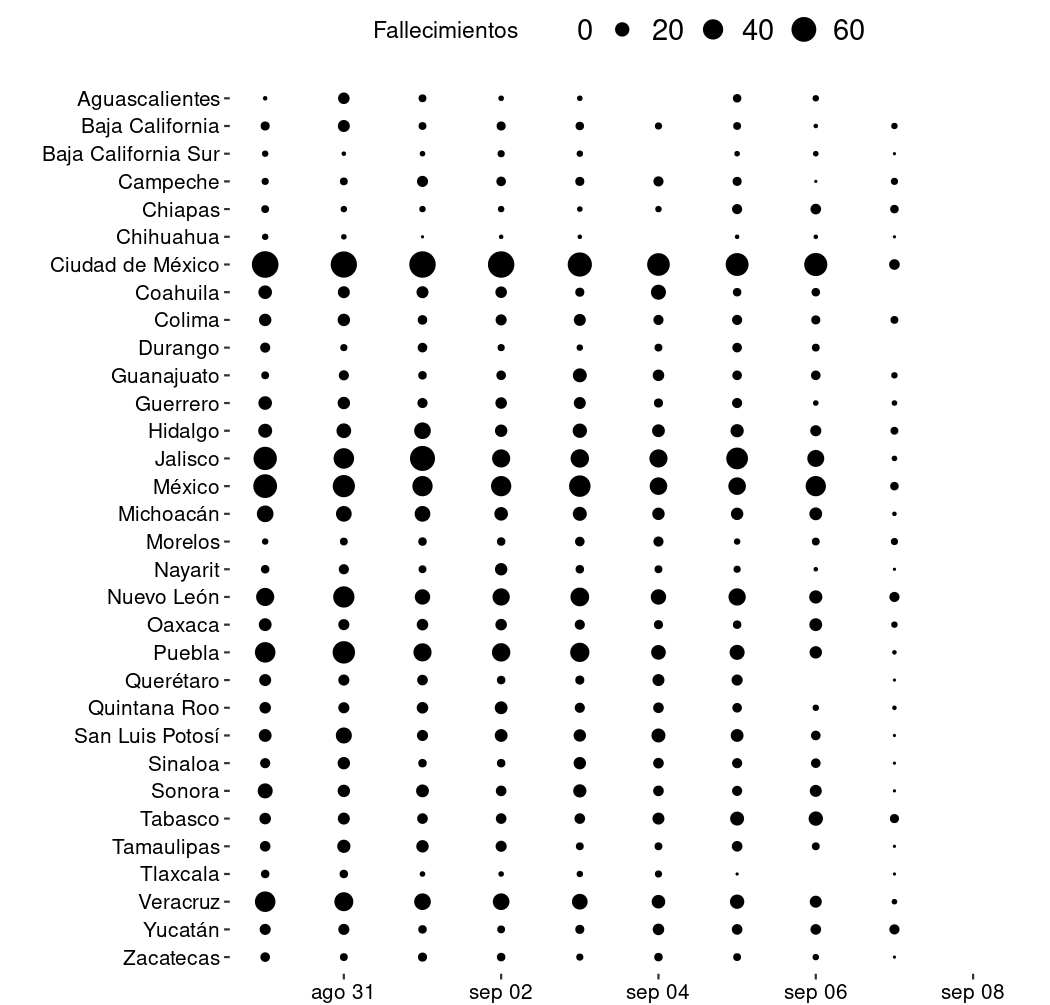 Fallecimientos 0 20 40 60
Aguascalientes
Baja California
Baja California Sur
Campeche
Chiapas
Chihuahua
Ciudad de México
Coahuila
Colima
Durango
Guanajuato
Guerrero
Hidalgo
Jalisco
México
Michoacán
Morelos
Nayarit
Nuevo León
Oaxaca
Puebla
Querétaro
Quintana Roo
San Luis Potosí
Sinaloa
Sonora
Tabasco
Tamaulipas
Tlaxcala
Veracruz
Yucatán
Zacatecas
ago 31 sep 02 sep 04 sep 06 sep 08